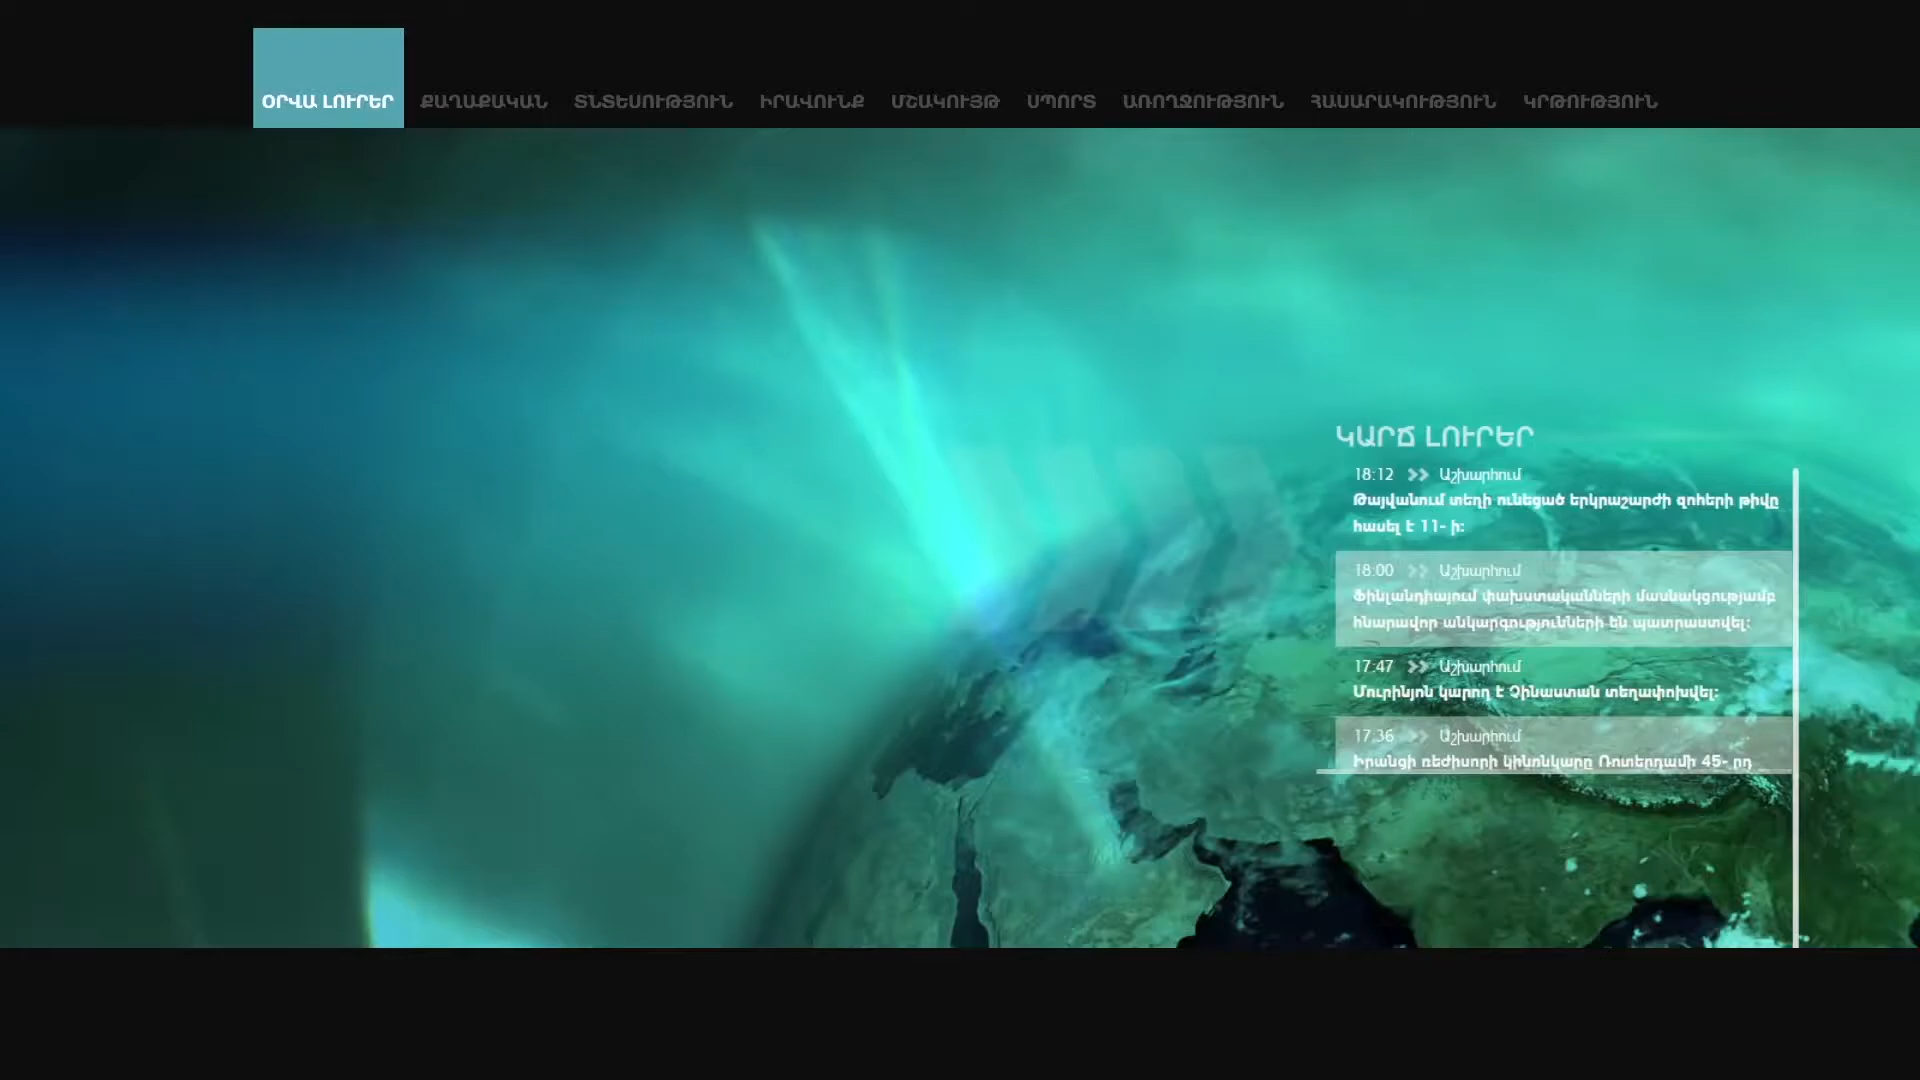 ՕՐՎԱ ԼՈՒՐԵՐ ՔԱՂԱՔԱԿԱՆ ՏՆՏԵՍՈՒԹՅՈՒՆ ԻՐԱՎՈՒՆՔ ՄՇԱԿՈՒՅԹ ՍՊՈՐՏ ԱՌՈՂՋՈՒԹՅՈՒՆ ՀԱՍԱՐԱԿՈՒԹՅՈՒՆ ԿՐԹՈՒԹՅՈՒՆ
ԿԱՐՃ ԼՈՒՐԵՐ
18:12 Աշխարհում
Թայվանում տեղի ունեցած երկրաշարժի զոհերի թիվը
հասել է 11- ի:
18:00 Աշխարհում
Ֆինլանդիայում փախստականների մասնակցությամբ
հնարավոր անկարգությունների են պատրաստվել:
17:47 Աշխարհում
Մուրինյոն կարող է Չինաստան տեղափոխվել:
17:36 Աշխարհում
Իրանցի ռեժիսորի կինոնկարը Ռոտերդամի 45- րդ